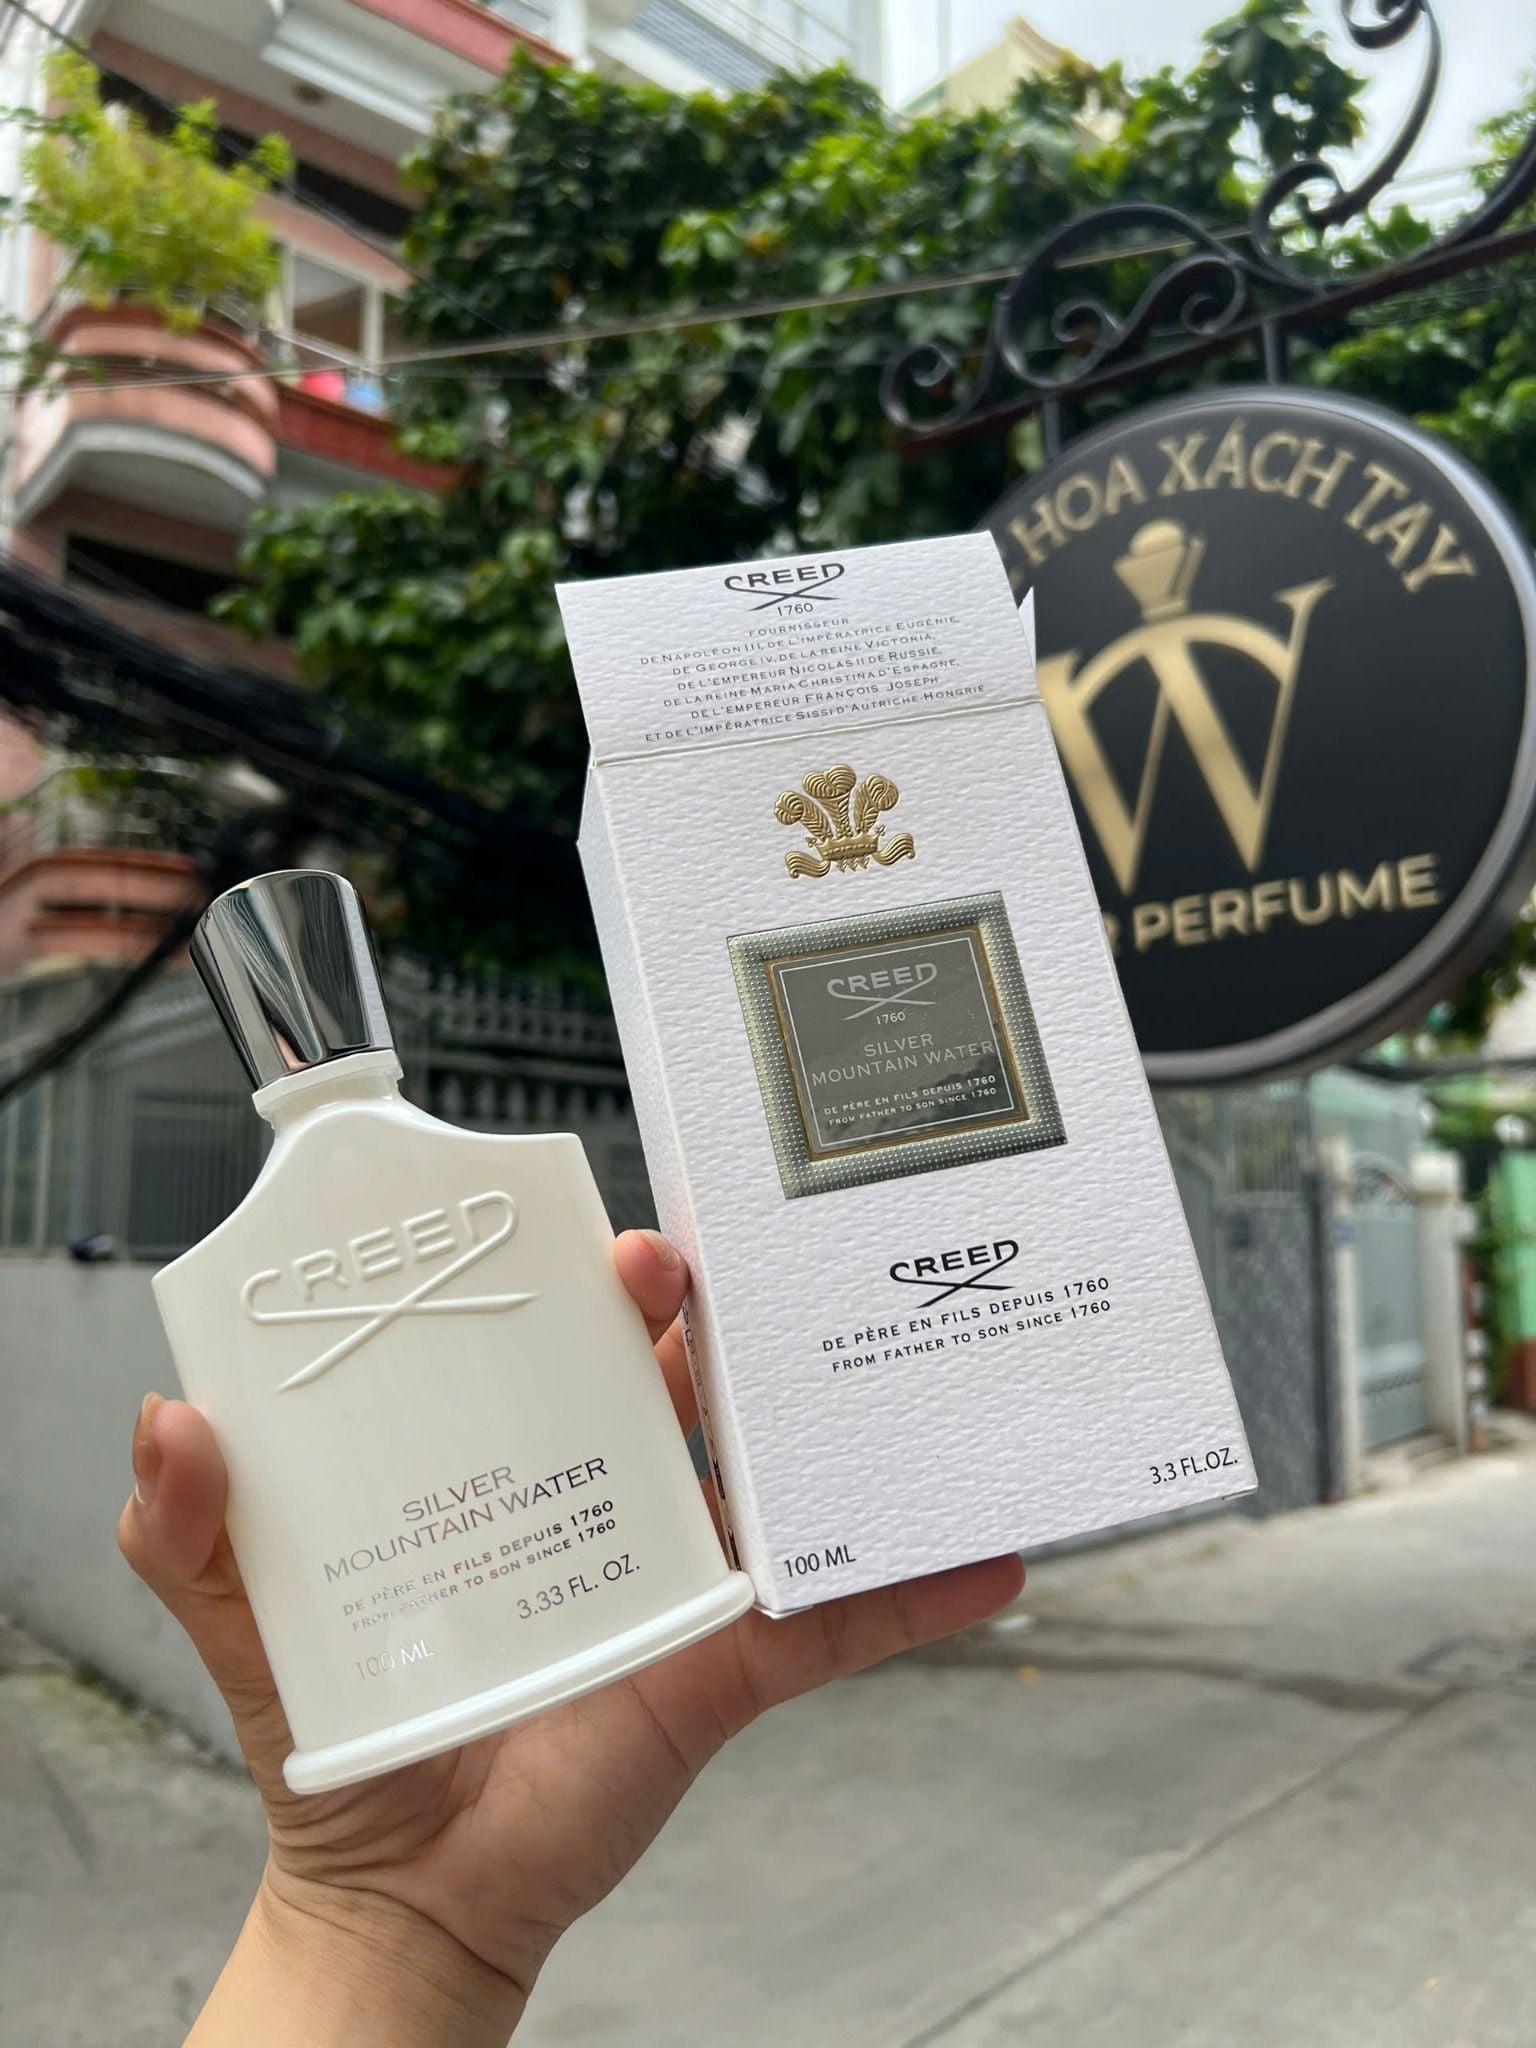 HOA XÁCH TAY
W
PERFUME
CREED
1760
FOURNISSEUR
DE NAPOLÉON III, DE L'IMPÉRATRICE EUGÉNIE,
DE GEORGE IV, DE LA REINE VICTORIA,
DE L'EMPEREUR NICOLAS II DE RUSSIE,
DE LA REINE MARIA CHRISTINA D'ESPAGNE,
DE L'EMPEREUR FRANÇOIS JOSEPH
ET DE L'IMPÉRATRICE SISSI D'AUTRICHE-HONGRIE
CREED
1760
SILVER
MOUNTAIN WATER
DE PÈRE EN FILS DEPUIS 1760
FROM FATHER TO SON SINCE 1760
CREED
DE PÈRE EN FILS DEPUIS 1760
FROM FATHER TO SON SINCE 1760
100 ML
3.3 FL.OZ.
CREED
SILVER
MOUNTAIN WATER
DE PÈRE EN FILS DEPUIS 1760
FROM FATHER TO SON SINCE 1760
3.33 FL. OZ.
100 ML